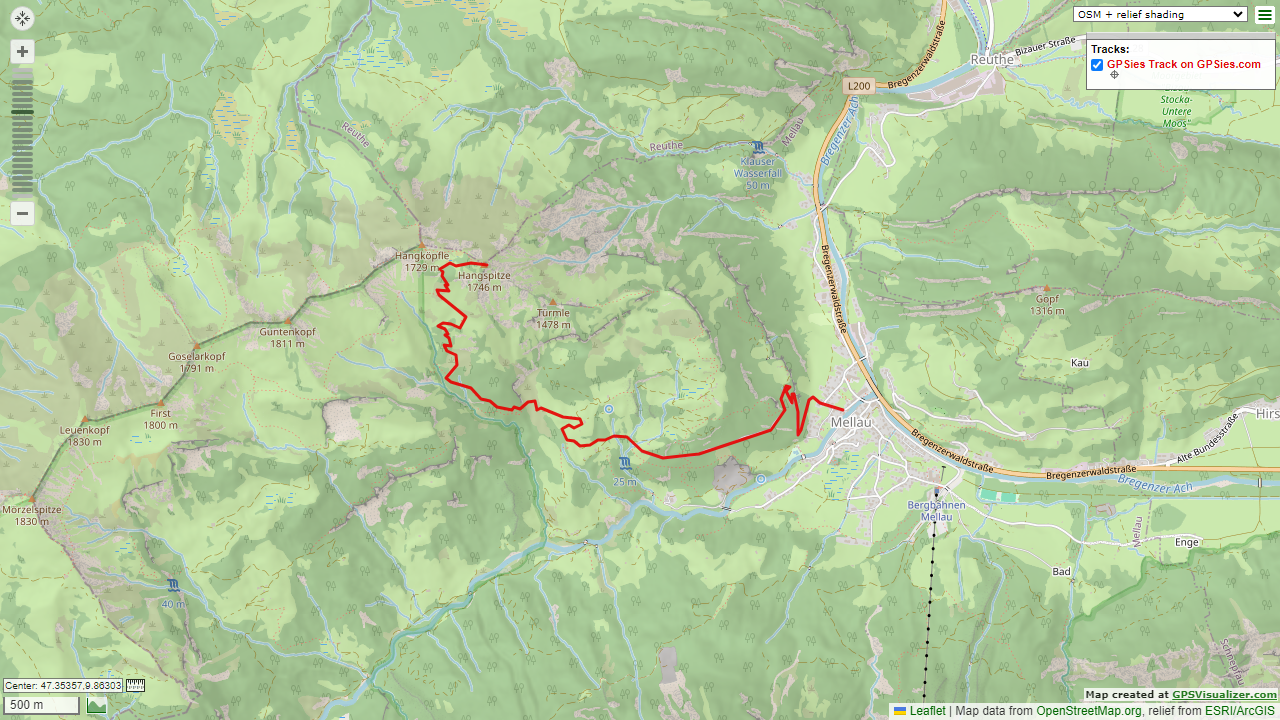 OSM + relief shading
Tracks:
GPSies Track on GPSies.com
Reuthe
Bizauer Straße
Bregenzerwaldstraße
L200
Stocka-
Untere
Moos"
Bregenzer Ach
Mellau
Reuthe
Reuthe
Klauser
Wasserfall
50 m
Hangköpfle
1729 m
Hangspitze
1746 m
Bregenzerwaldstraße
Türmle
1478 m
Gopf
1316 m
Guntenkopf
1811 m
Goselarkopf
1791 m
Kau
First
1800 m
Leuenkopf
1830 m
Mellau
Hirs
Alte Bundesstraße
Bregenzerwaldstraße
Bregenzerwaldstraße
Bregenzer Ach
25 m
Mörzelspitze
1830 m
Bergbahnen
Mellau
Mellau
Enge
Bad
40 m
Schnepfau
Center: 47.35357,9.86303
500 m
Map created at GPSVisualizer.com
Leaflet | Map data from OpenStreetMap.org, relief from ESRI/ArcGIS